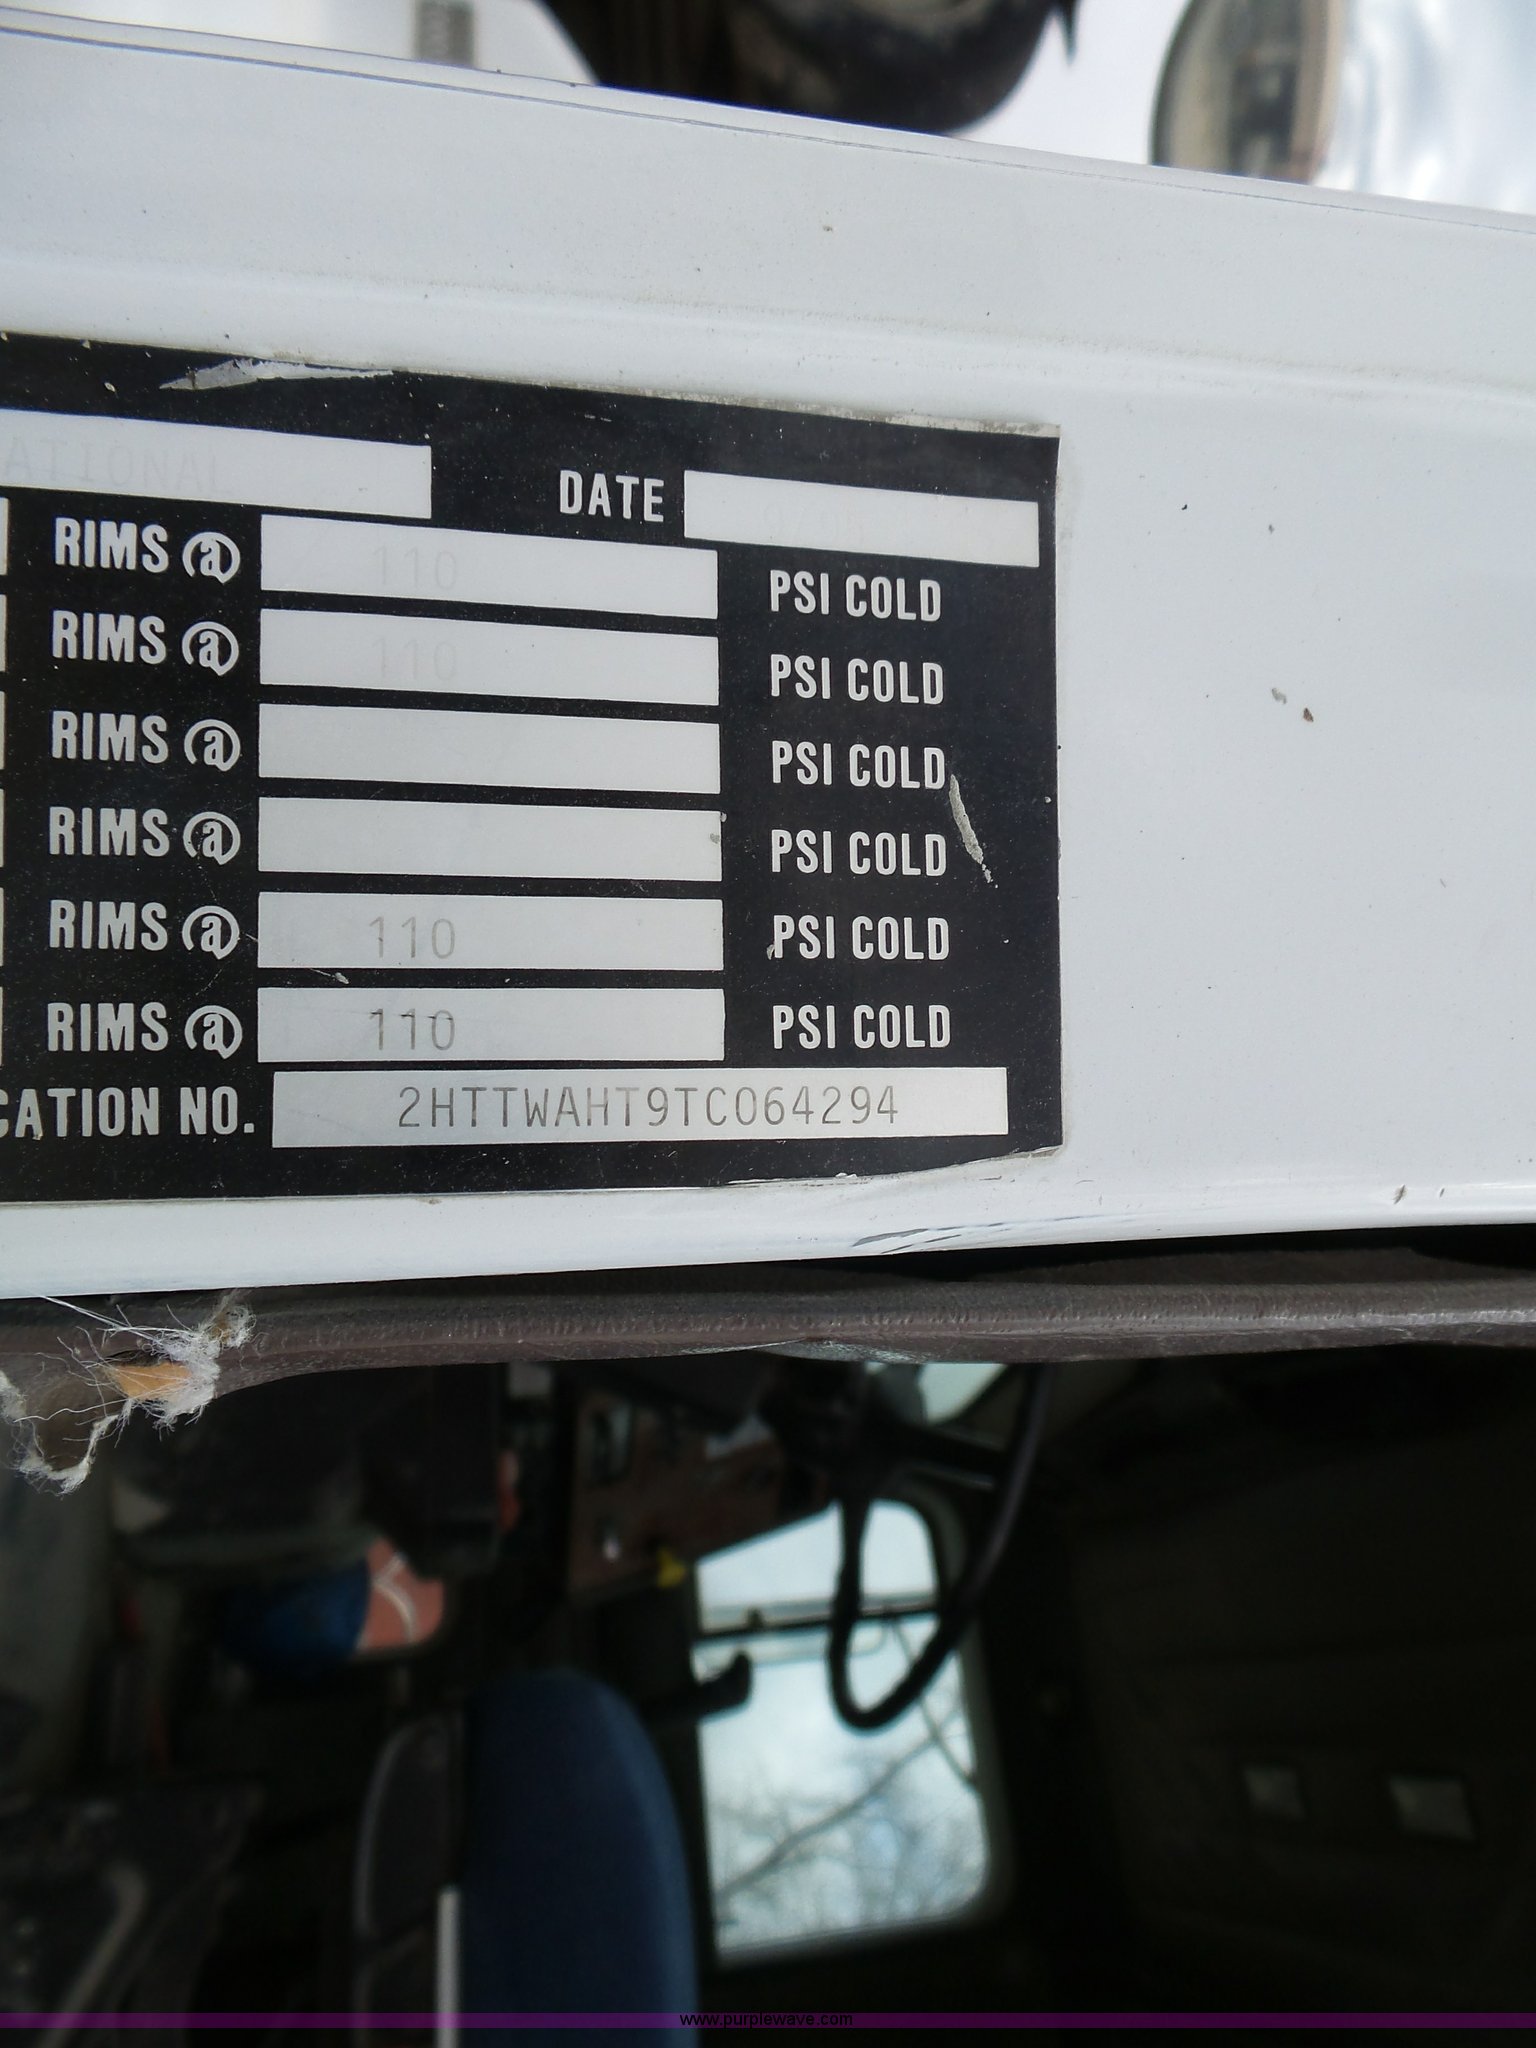 ATIONAL DATE
RIMS @ 110 PSI COLD
RIMS @ 110 PSI COLD
RIMS @ PSI COLD
RIMS @ PSI COLD
RIMS @ 110 PSI COLD
RIMS @ 110 PSI COLD
CATION NO. 2HTTWAHT9TC064294
www.purplewave.com